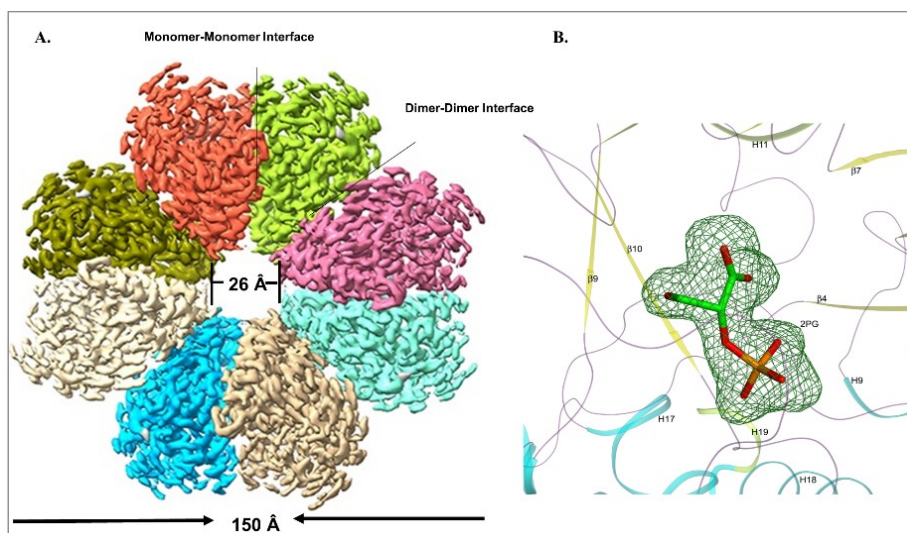 A.
Monomer-Monomer Interface
Dimer-Dimer Interface
26 Å
150 Å
B.
H11
β7
β10
β9
β4
2PG
H9
H17
H19
H18